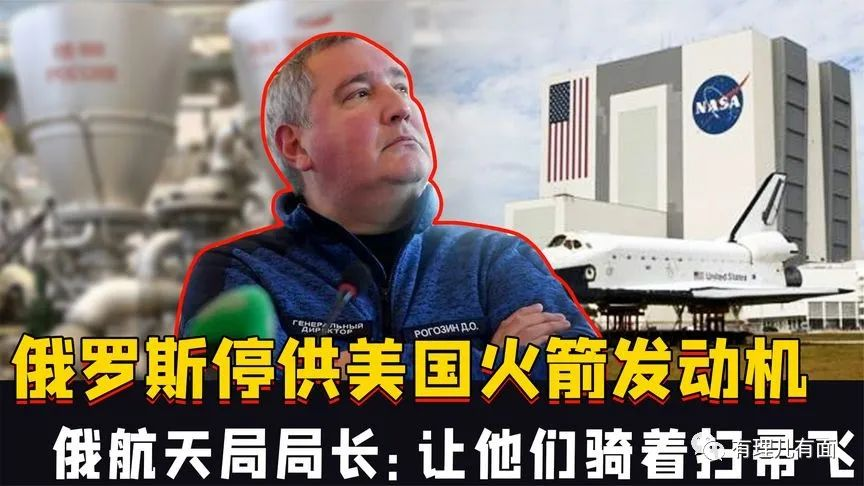 NASA
United States
ГЕНЕРАЛЬНЫЙ
ДИРЕКТОР
РОГОЗИН Д.О.
俄罗斯停供美国火箭发动机
俄航天局局长:让他们骑着扫帚飞
有理儿有面